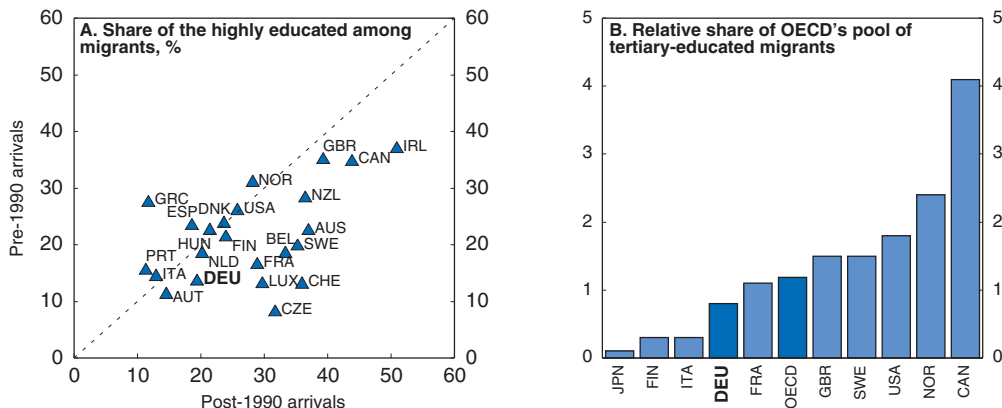 A. Share of the highly educated among
migrants, %
60
50
40
30
20
10
0
60
50
40
30
20
10
0
Pre-1990 arrivals
GBR
CAN
IRL
NOR
NZL
GRC
ESP
DNK
USA
AUS
HUN
FIN
BEL
SWE
PRT
ITA
NLD
FRA
DEU
LUX
CHE
AUT
CZE
0
10
20
30
40
50
60
Post-1990 arrivals
B. Relative share of OECD's pool of
tertiary-educated migrants
5
4
3
2
1
0
5
4
3
2
1
0
JPN
FIN
ITA
DEU
FRA
OECD
GBR
SWE
USA
NOR
CAN